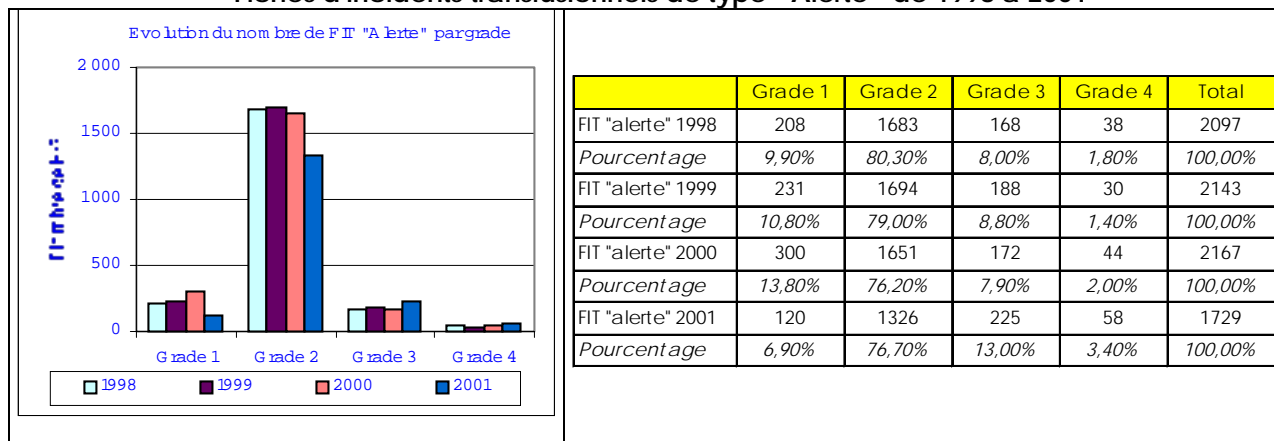 Evolution du nombre de FIT "Alerte" par grade
2 000
1500
1000
500
0
Grade 1 Grade 2 Grade 3 Grade 4
1998 1999 2000 2001
Grade 1 Grade 2 Grade 3 Grade 4 Total
FIT "alerte" 1998 208 1683 168 38 2097
Pourcentage 9,90% 80,30% 8,00% 1,80% 100,00%
FIT "alerte" 1999 231 1694 188 30 2143
Pourcentage 10,80% 79,00% 8,80% 1,40% 100,00%
FIT "alerte" 2000 300 1651 172 44 2167
Pourcentage 13,80% 76,20% 7,90% 2,00% 100,00%
FIT "alerte" 2001 120 1326 225 58 1729
Pourcentage 6,90% 76,70% 13,00% 3,40% 100,00%